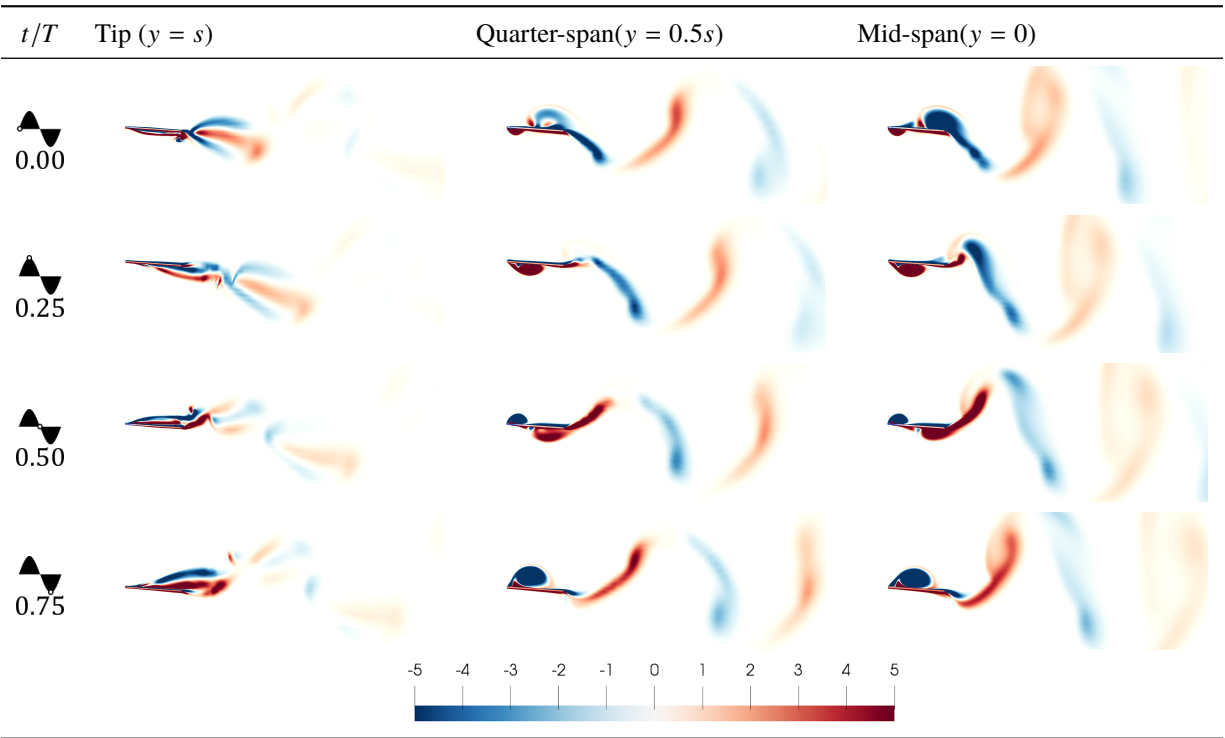 t/T Tip (y = s) Quarter-span(y = 0.5s) Mid-span(y = 0)
0.00
0.25
0.50
0.75
-5 -4 -3 -2 -1 0 1 2 3 4 5